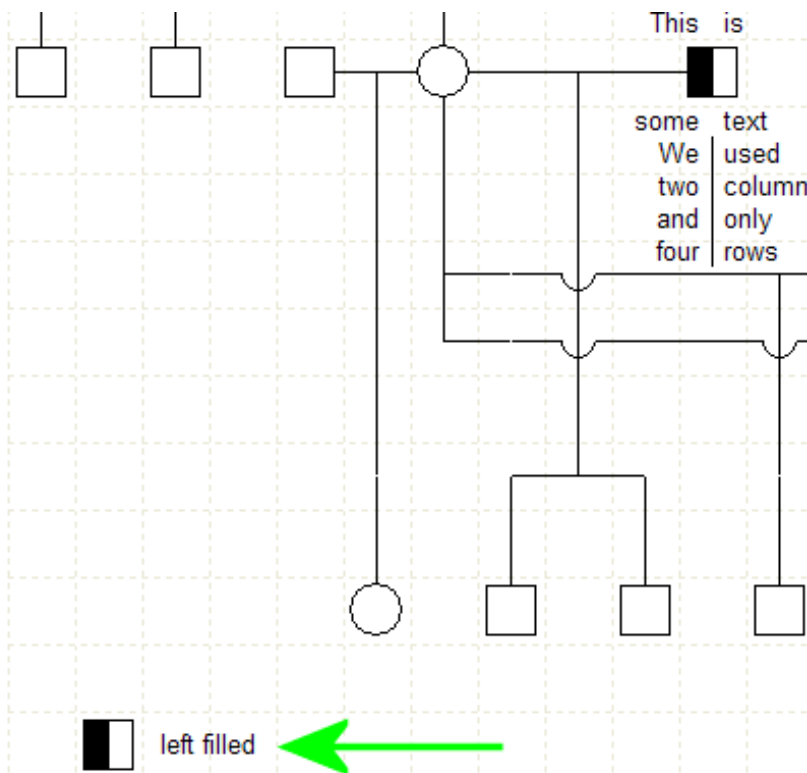 This is
some text
We used
two column
and only
four rows
left filled